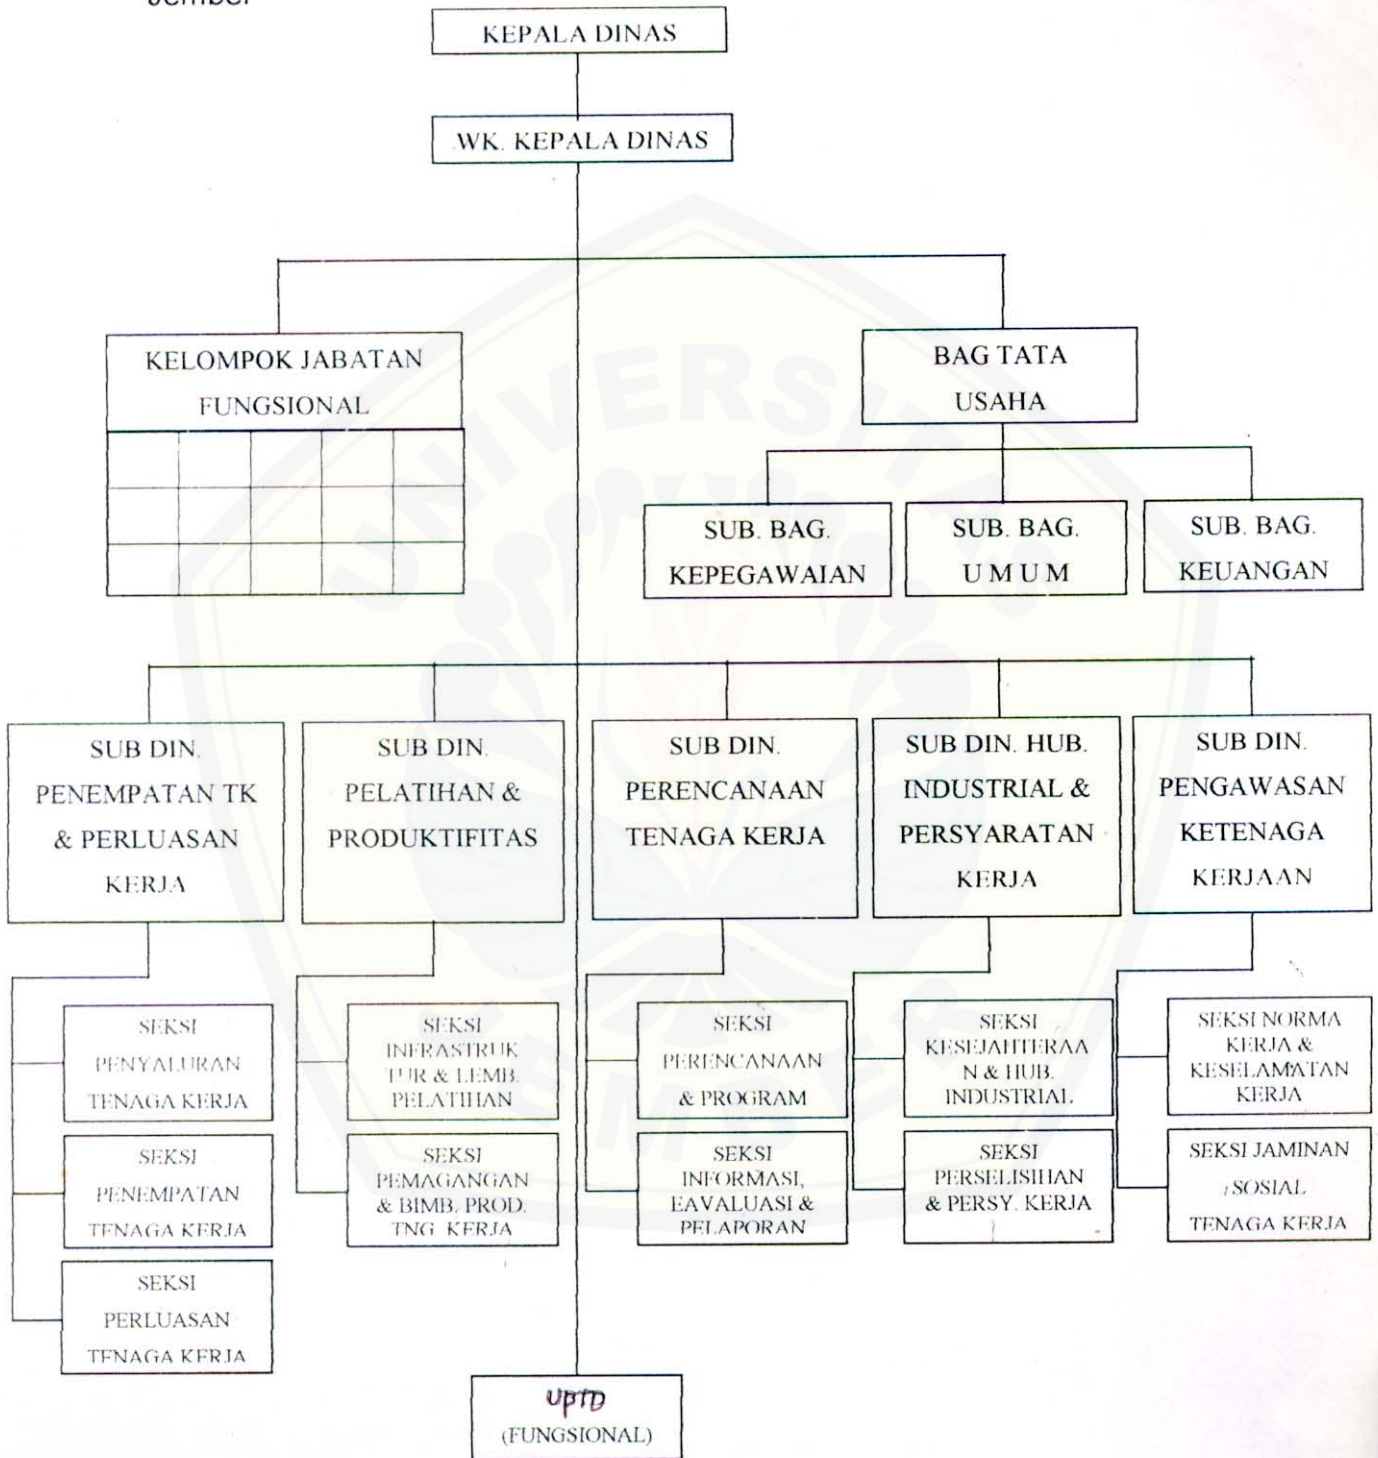 Jember
KEPALA DINAS
WK. KEPALA DINAS
KELOMPOK JABATAN
FUNGSIONAL
BAG TATA
USAHA
SUB. BAG.
KEPEGAWAIAN
SUB. BAG.
U M U M
SUB. BAG.
KEUANGAN
SUB DIN.
PENEMPATAN TK
& PERLUASAN
KERJA
SUB DIN.
PELATIHAN &
PRODUKTIFITAS
SUB DIN.
PERENCANAAN
TENAGA KERJA
SUB DIN. HUB.
INDUSTRIAL &
PERSYARATAN
KERJA
SUB DIN.
PENGAWASAN
KETENAGA
KERJAAN
SEKSI
PENYALURAN
TENAGA KERJA
SEKSI
INFRASTRUK
TUR & LEMB.
PELATIHAN
SEKSI
PERENCANAAN
& PROGRAM
SEKSI
KESEJAHTERAA
N & HUB.
INDUSTRIAL
SEKSI NORMA
KERJA &
KESELAMATAN
KERJA
SEKSI
PENEMPATAN
TENAGA KERJA
SEKSI
PEMAGANGAN
& BIMB. PROD.
TNG. KERJA
SEKSI
INFORMASI,
EAVALUASI &
PELAPORAN
SEKSI
PERSELISIHAN
& PERSY. KERJA
SEKSI JAMINAN
SOSIAL
TENAGA KERJA
SEKSI
PERLUASAN
TENAGA KERJA
UPTD
(FUNGSIONAL)
UNIVERSITAS
JEMBER